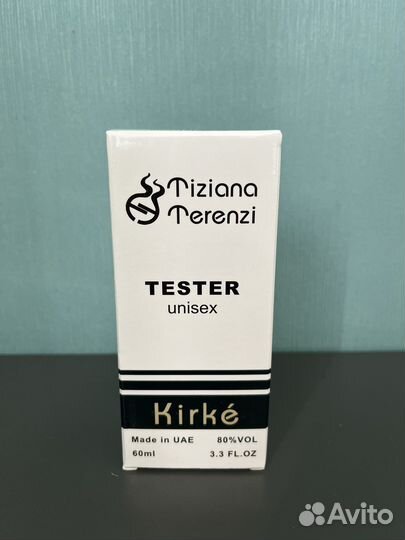 Tiziana
Terenzi
TESTER
unisex
Kirké
Made in UAE 80%VOL
60ml 3.3 FL.OZ
Avito